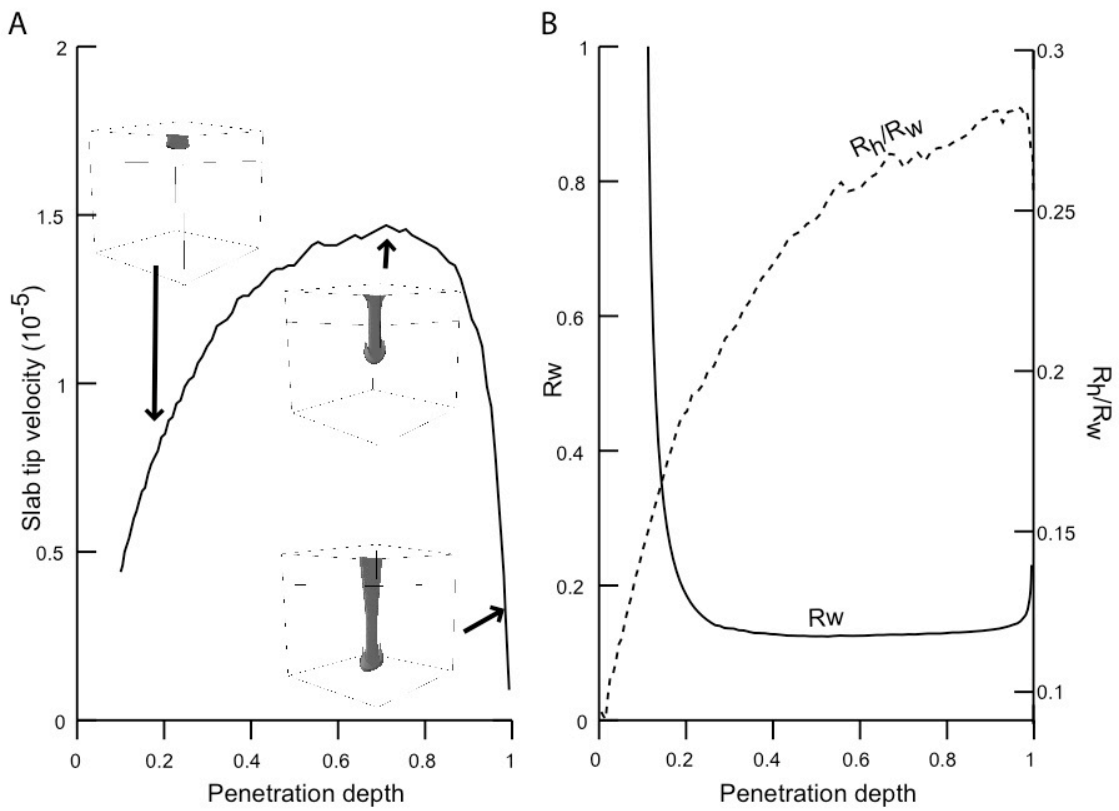 A
2
1.5
1
0.5
0
Slab tip velocity (10⁻⁵)
0 0.2 0.4 0.6 0.8 1
Penetration depth
B
1
0.8
0.6
0.4
0.2
0
Rw
Rh/Rw
Rw
0.3
0.25
0.2
0.15
0.1
Rh/Rw
0 0.2 0.4 0.6 0.8 1
Penetration depth